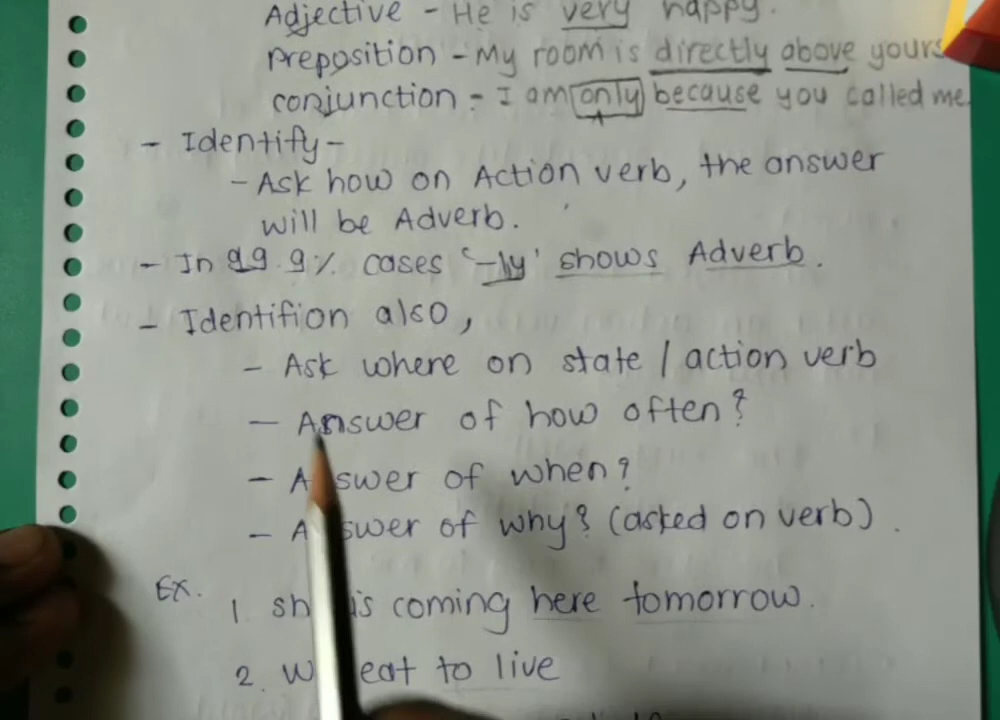 Adjective - He is very happy.
Preposition - My room is directly above yours
conjunction - I am only because you called me.
- Identify -
- Ask how on Action verb, the answer
will be Adverb.
- In 99.9% cases '-ly' shows Adverb.
- Identifion also,
- Ask where on state / action verb
- Answer of how often?
- Answer of when?
- Answer of why? (asked on verb).
Ex.
1. sh is coming here tomorrow.
2. W eat to live